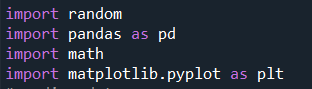 import random
import pandas as pd
import math
import matplotlib.pyplot as plt